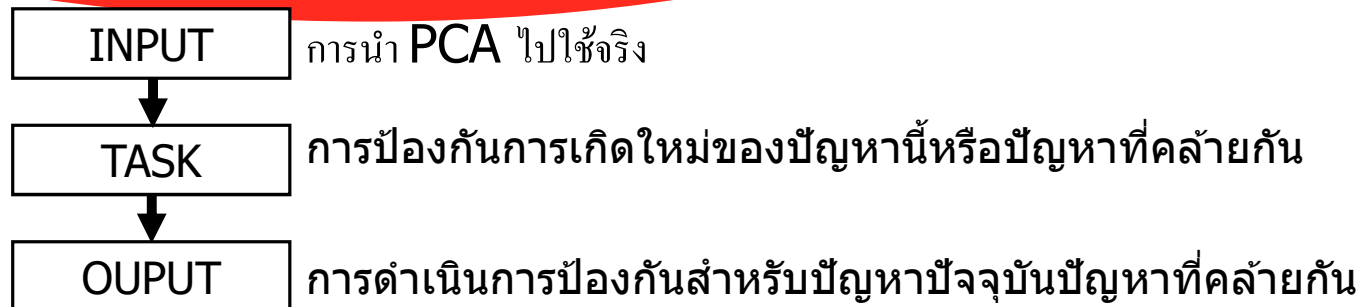 INPUT การนำ PCA ไปใช้จริง
TASK การป้องกันการเกิดใหม่ของปัญหานี้หรือปัญหาที่คล้ายกัน
OUPUT การดำเนินการป้องกันสำหรับปัญหาปัจจุบันปัญหาที่คล้ายกัน